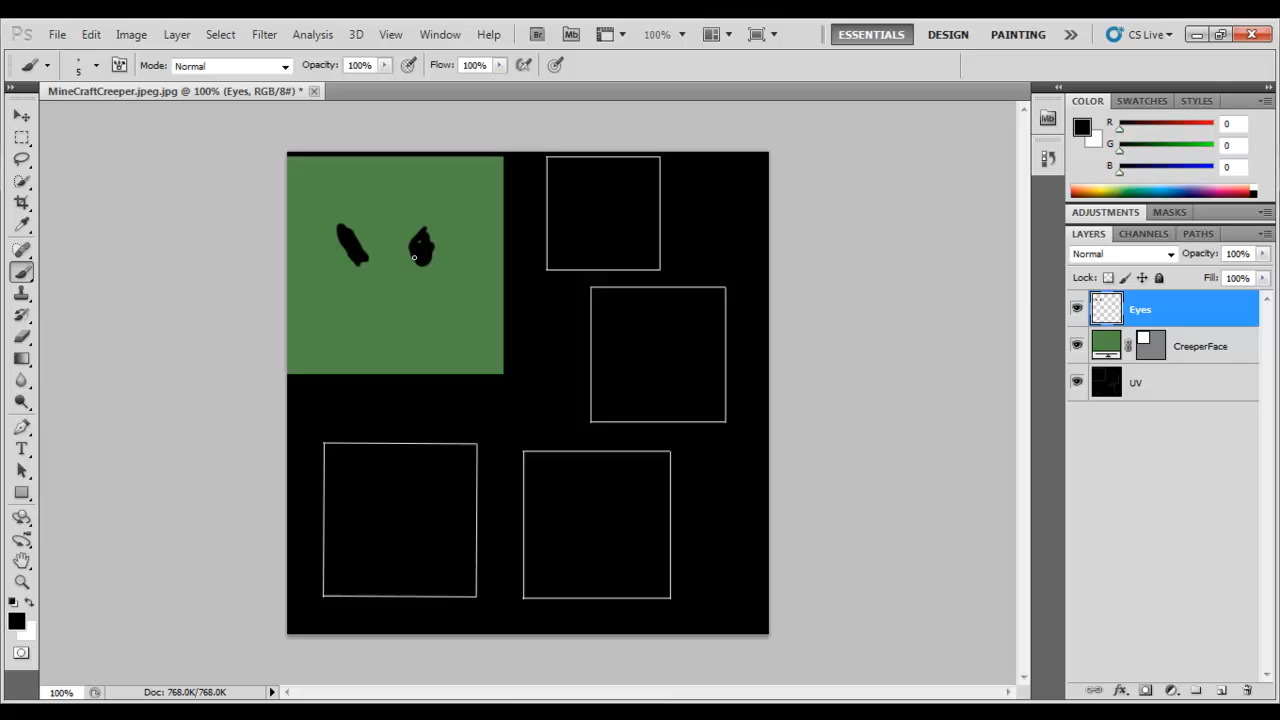 Ps File Edit Image Layer Select Filter Analysis 3D View Window Help Br Mb 100% ESSENTIALS DESIGN PAINTING CS Live
5 Mode: Normal Opacity: 100% Flow: 100%
MineCraftCreeper.jpeg.jpg @ 100% (Eyes, RGB/8#) *
Mb
COLOR SWATCHES STYLES
R 0
G 0
B 0
ADJUSTMENTS MASKS
LAYERS CHANNELS PATHS
Normal Opacity: 100%
Lock: Fill: 100%
Eyes
CreeperFace
UV
T
100% Doc: 768.0K/768.0K
fx